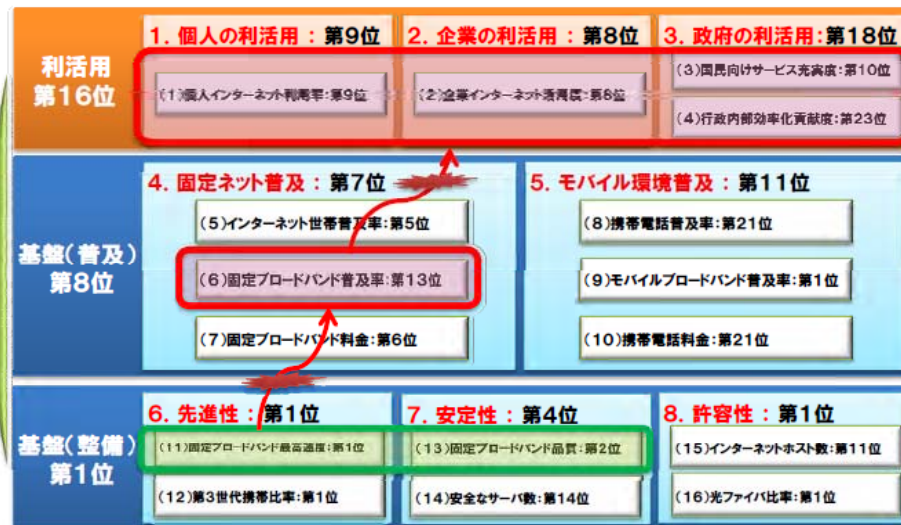 利活用
第16位
1. 個人の利活用 : 第9位
(1)個人インターネット利用率:第9位
2. 企業の利活用 : 第8位
(2)企業インターネット活用度:第8位
3. 政府の利活用:第18位
(3)国民向けサービス充実度:第10位
(4)行政内部効率化貢献度:第23位
基盤(普及)
第8位
4. 固定ネット普及 : 第7位
(5)インターネット世帯普及率:第5位
(6)固定ブロードバンド普及率:第13位
(7)固定ブロードバンド料金:第6位
5. モバイル環境普及 : 第11位
(8)携帯電話普及率:第21位
(9)モバイルブロードバンド普及率:第1位
(10)携帯電話料金:第21位
基盤(整備)
第1位
6. 先進性 : 第1位
(11)固定ブロードバンド最高速度:第1位
(12)第3世代携帯比率:第1位
7. 安定性 : 第4位
(13)固定ブロードバンド品質:第2位
(14)安全なサーバ数:第14位
8. 許容性 : 第1位
(15)インターネットホスト数:第11位
(16)光ファイバ比率:第1位